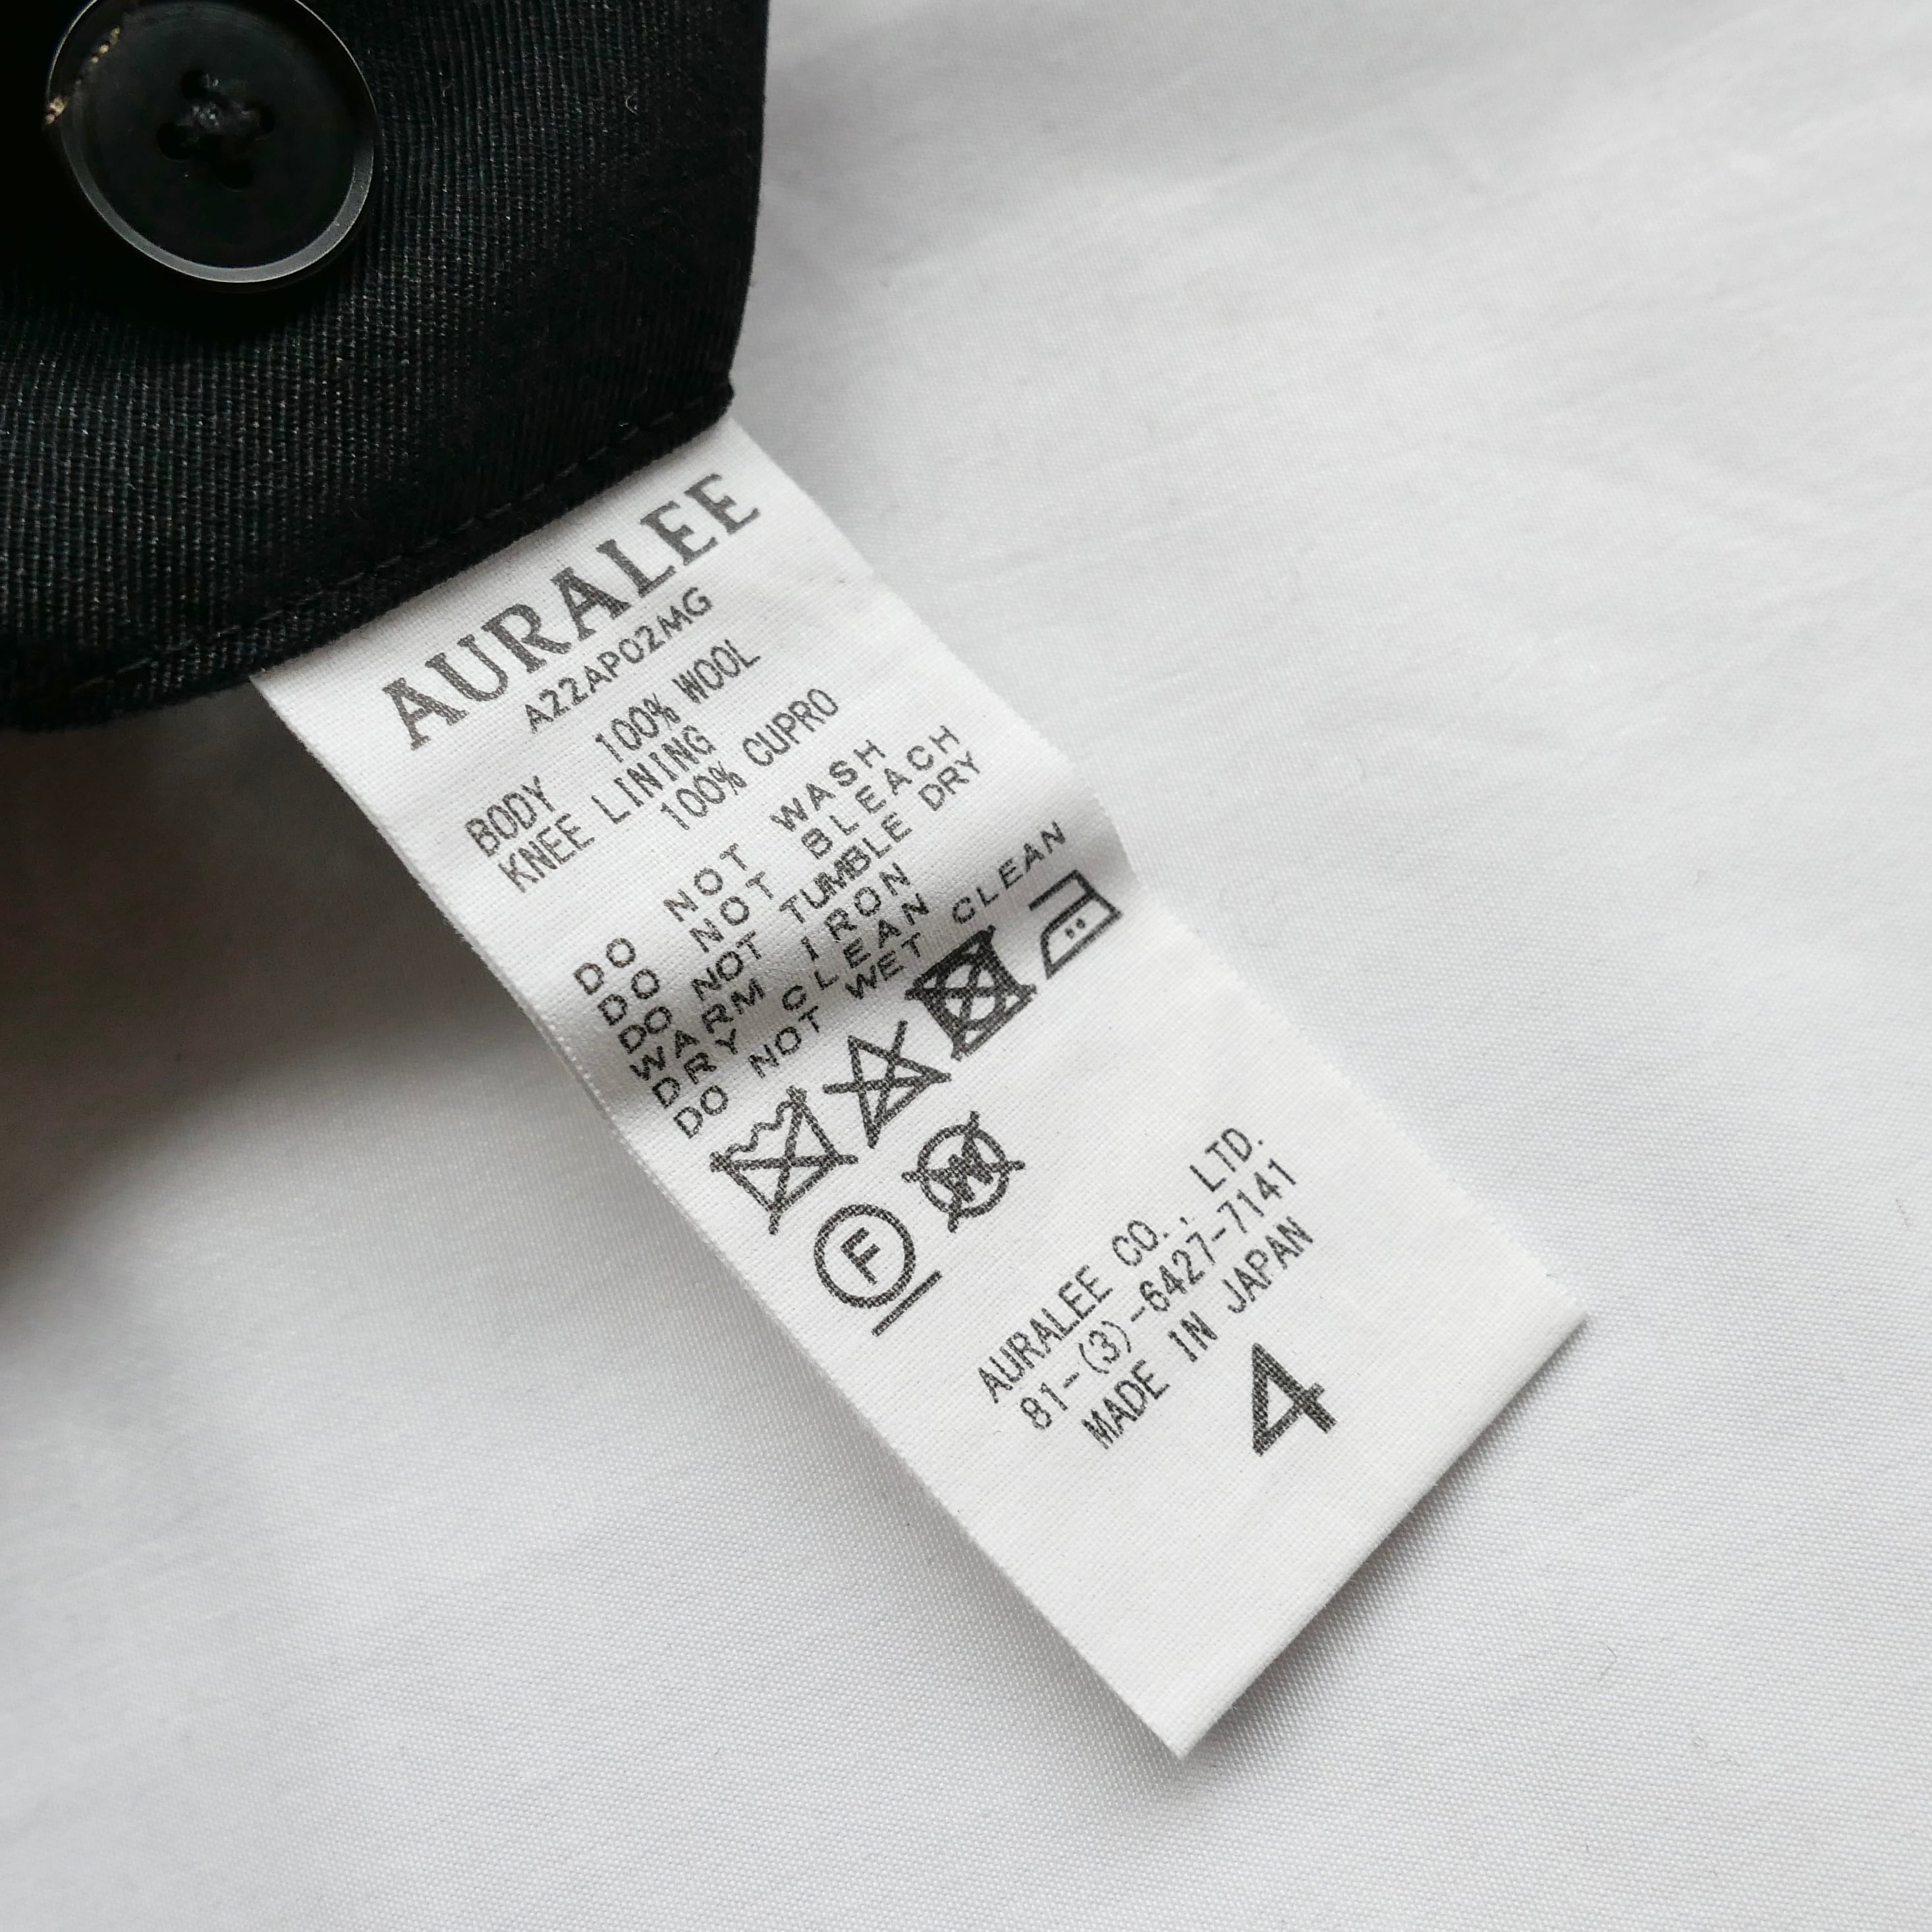 AURALEE
A22AP02MG
BODY 100% WOOL
KNEE LINING
100% CUPRO
DO NOT WASH
DO NOT BLEACH
DO NOT TUMBLE DRY
WARM IRON
DRY CLEAN
DO NOT WET CLEAN
W
F
AURALEE CO., LTD.
81-(3)-6427-7141
MADE IN JAPAN
4